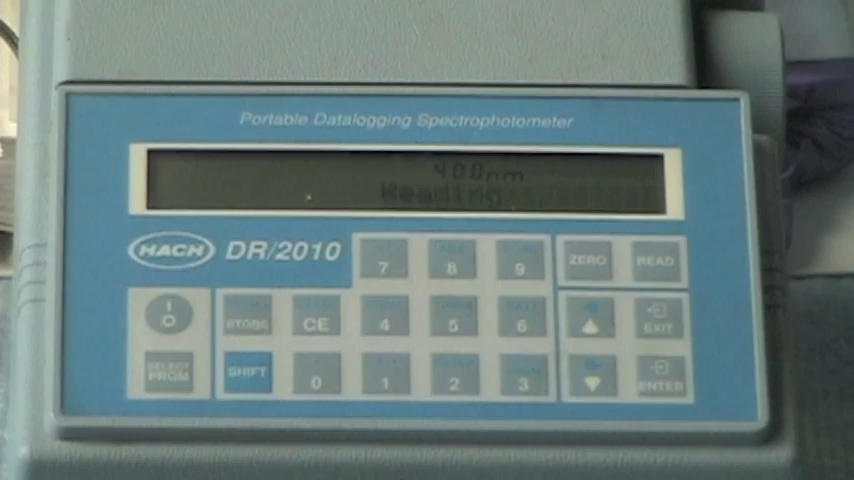 Portable Datalogging Spectrophotometer
400nm
Reading
HACH DR/2010
7 8 9 ZERO READ
I
O
STORE CE 4 5 6 EXIT
SELECT
PRGM
SHIFT 0 1 2 3 ENTER